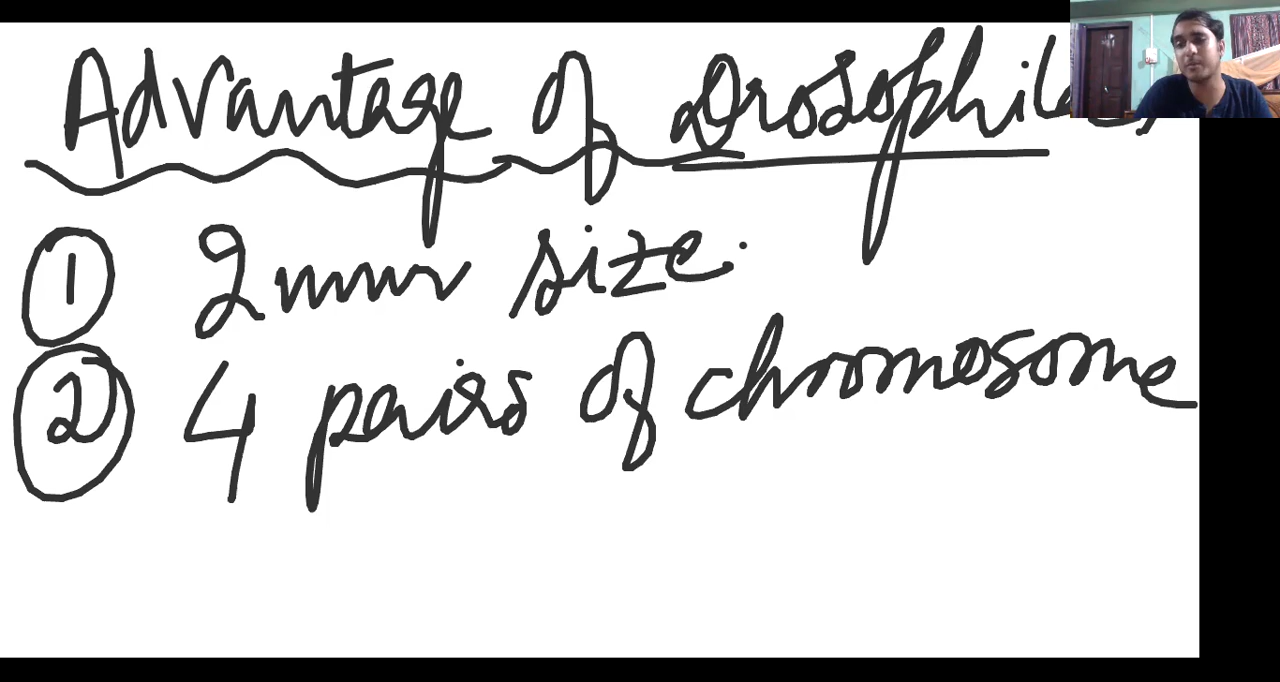 Advantage of Drosophila
① 2mm size.
② 4 pairs of chromosome